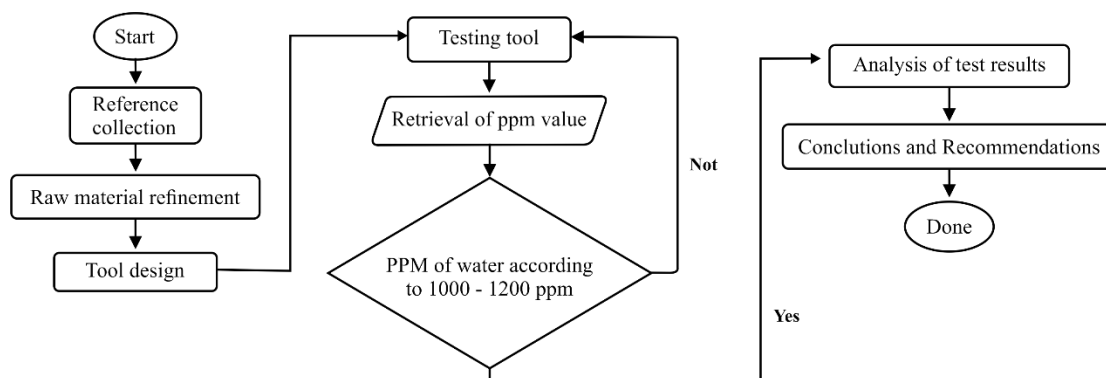 Start
Reference
collection
Raw material refinement
Tool design
Testing tool
Retrieval of ppm value
PPM of water according
to 1000 - 1200 ppm
Not
Yes
Analysis of test results
Conclutions and Recommendations
Done